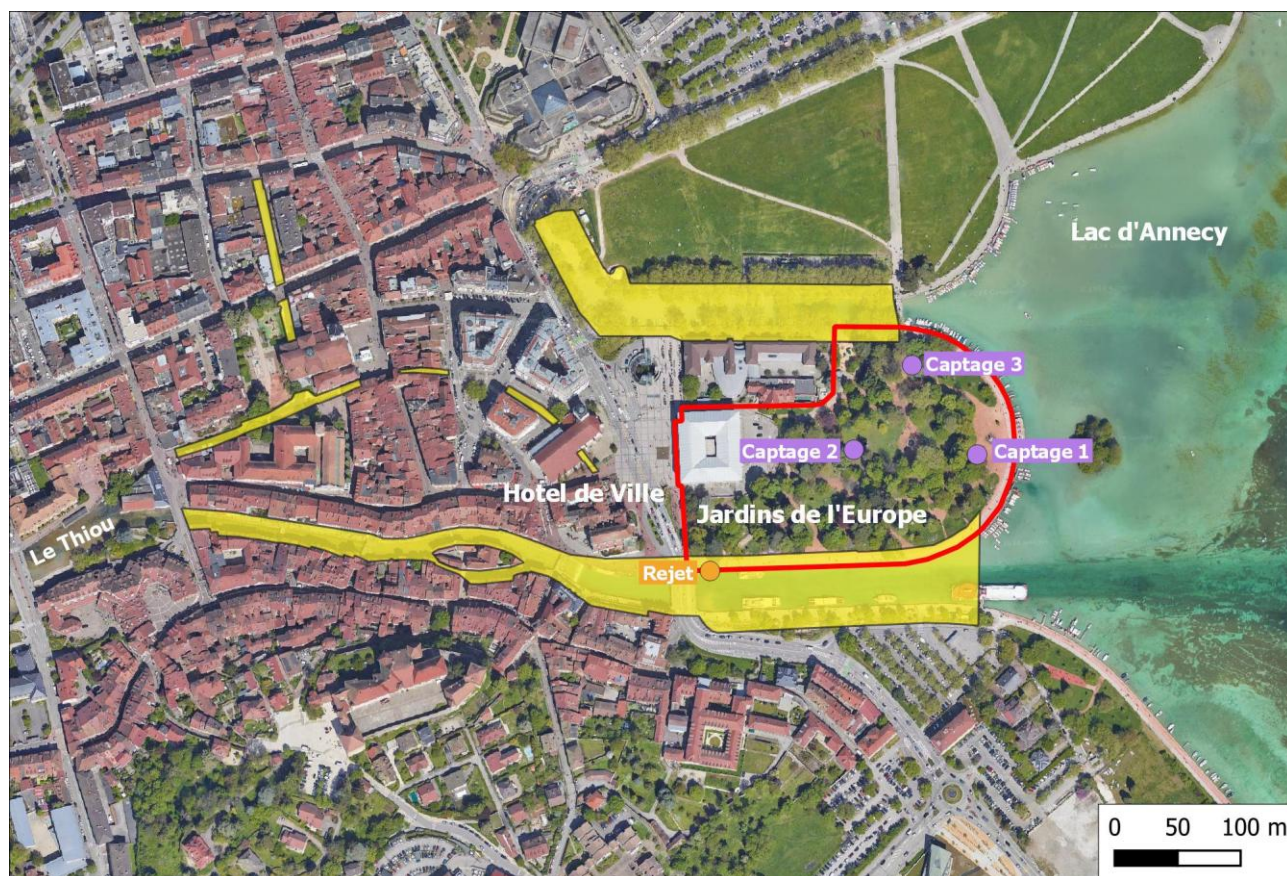 Lac d'Annecy
Captage 3
Captage 2
Captage 1
Hotel de Ville
Jardins de l'Europe
Le Thiou
Rejet
0 50 100 m